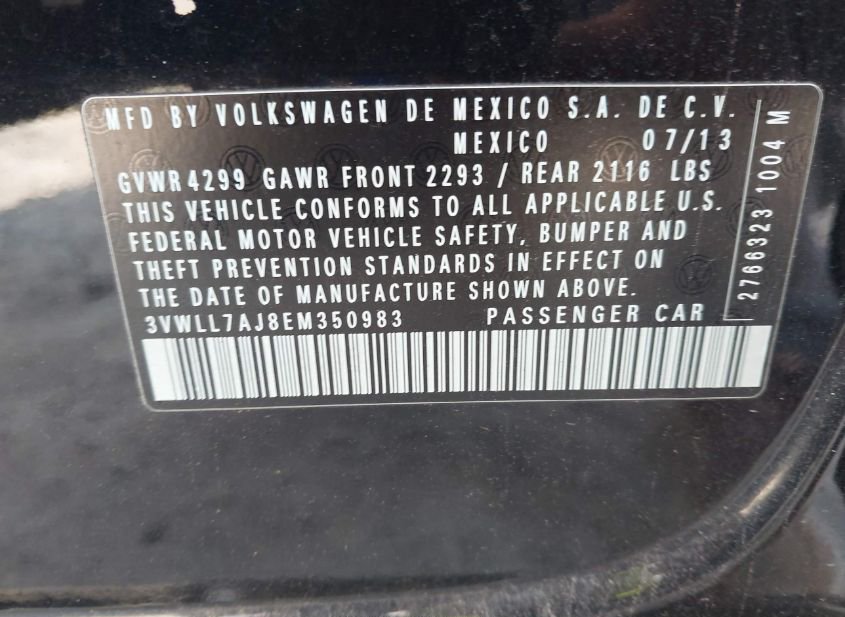 MFD BY VOLKSWAGEN DE MEXICO S.A. DE C.V.
MEXICO 07/13
GVWR 4299 GAWR FRONT 2293 / REAR 2116 LBS
THIS VEHICLE CONFORMS TO ALL APPLICABLE U.S.
FEDERAL MOTOR VEHICLE SAFETY, BUMPER AND
THEFT PREVENTION STANDARDS IN EFFECT ON
THE DATE OF MANUFACTURE SHOWN ABOVE.
3VWLL7AJ8EM350983 PASSENGER CAR
2766323 1004 M